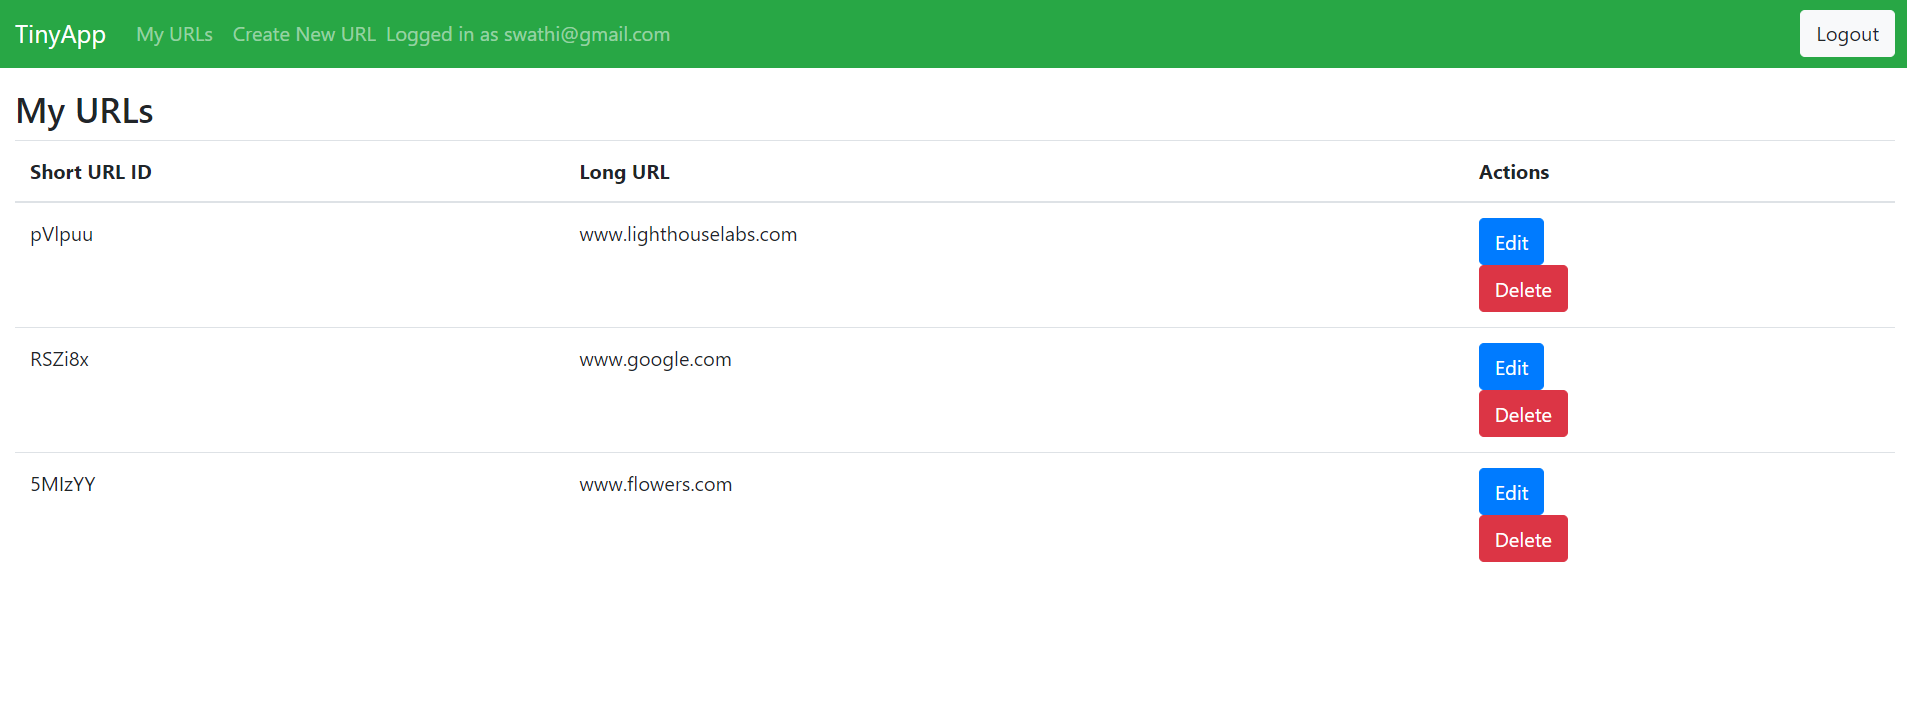 TinyApp My URLs Create New URL Logged in as swathi@gmail.com Logout
My URLs
Short URL ID Long URL Actions
pVlpuu www.lighthouselabs.com Edit
Delete
RSZi8x www.google.com Edit
Delete
5MIzYY www.flowers.com Edit
Delete